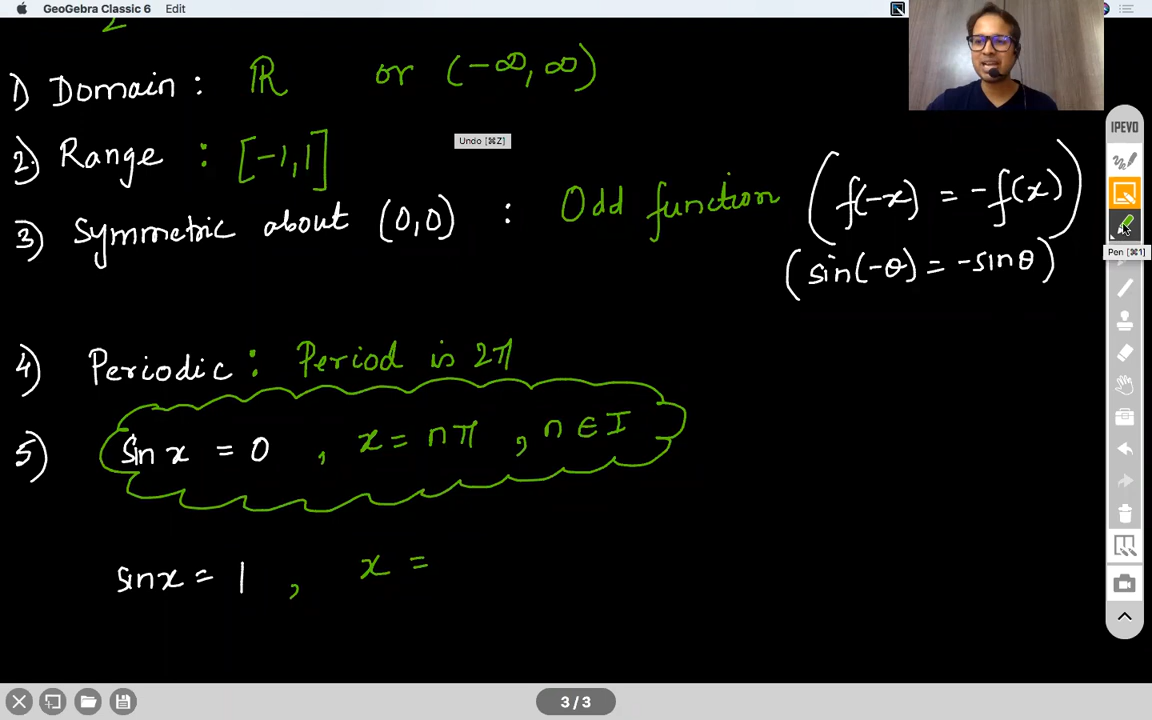 GeoGebra Classic 6 Edit
1) Domain : ℝ or (-∞, ∞)
Undo [⌘Z]
IPEVO
2) Range : [-1, 1]
3) Symmetric about (0,0) : Odd function (f(-x) = -f(x))
Pen [⌘1]
(sin(-θ) = -sinθ)
4) Periodic : Period is 2π
5) sin x = 0 , x = nπ , n ∈ I
sinx = 1 , x =
3 / 3